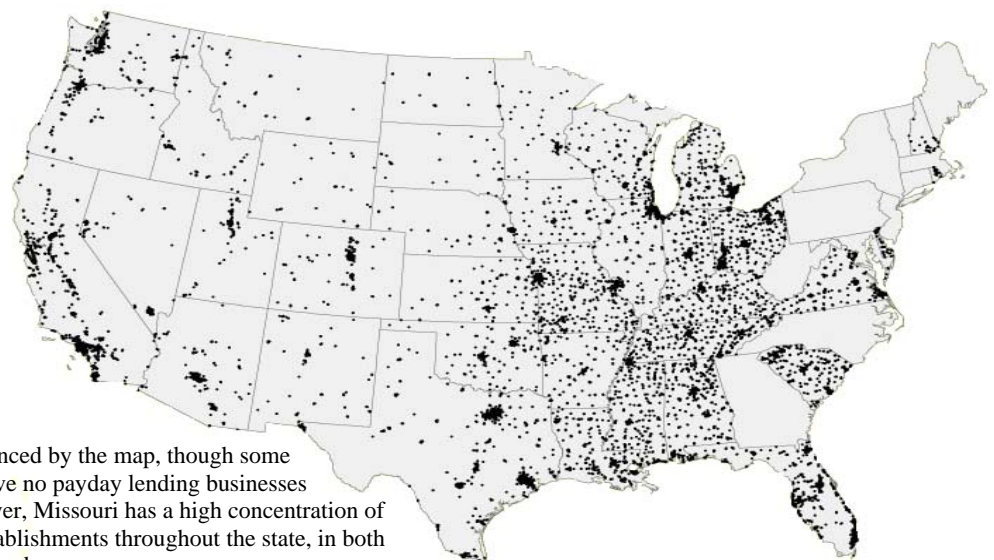 nced by the map, though some
ve no payday lending businesses
ver, Missouri has a high concentration of
ablishments throughout the state, in both